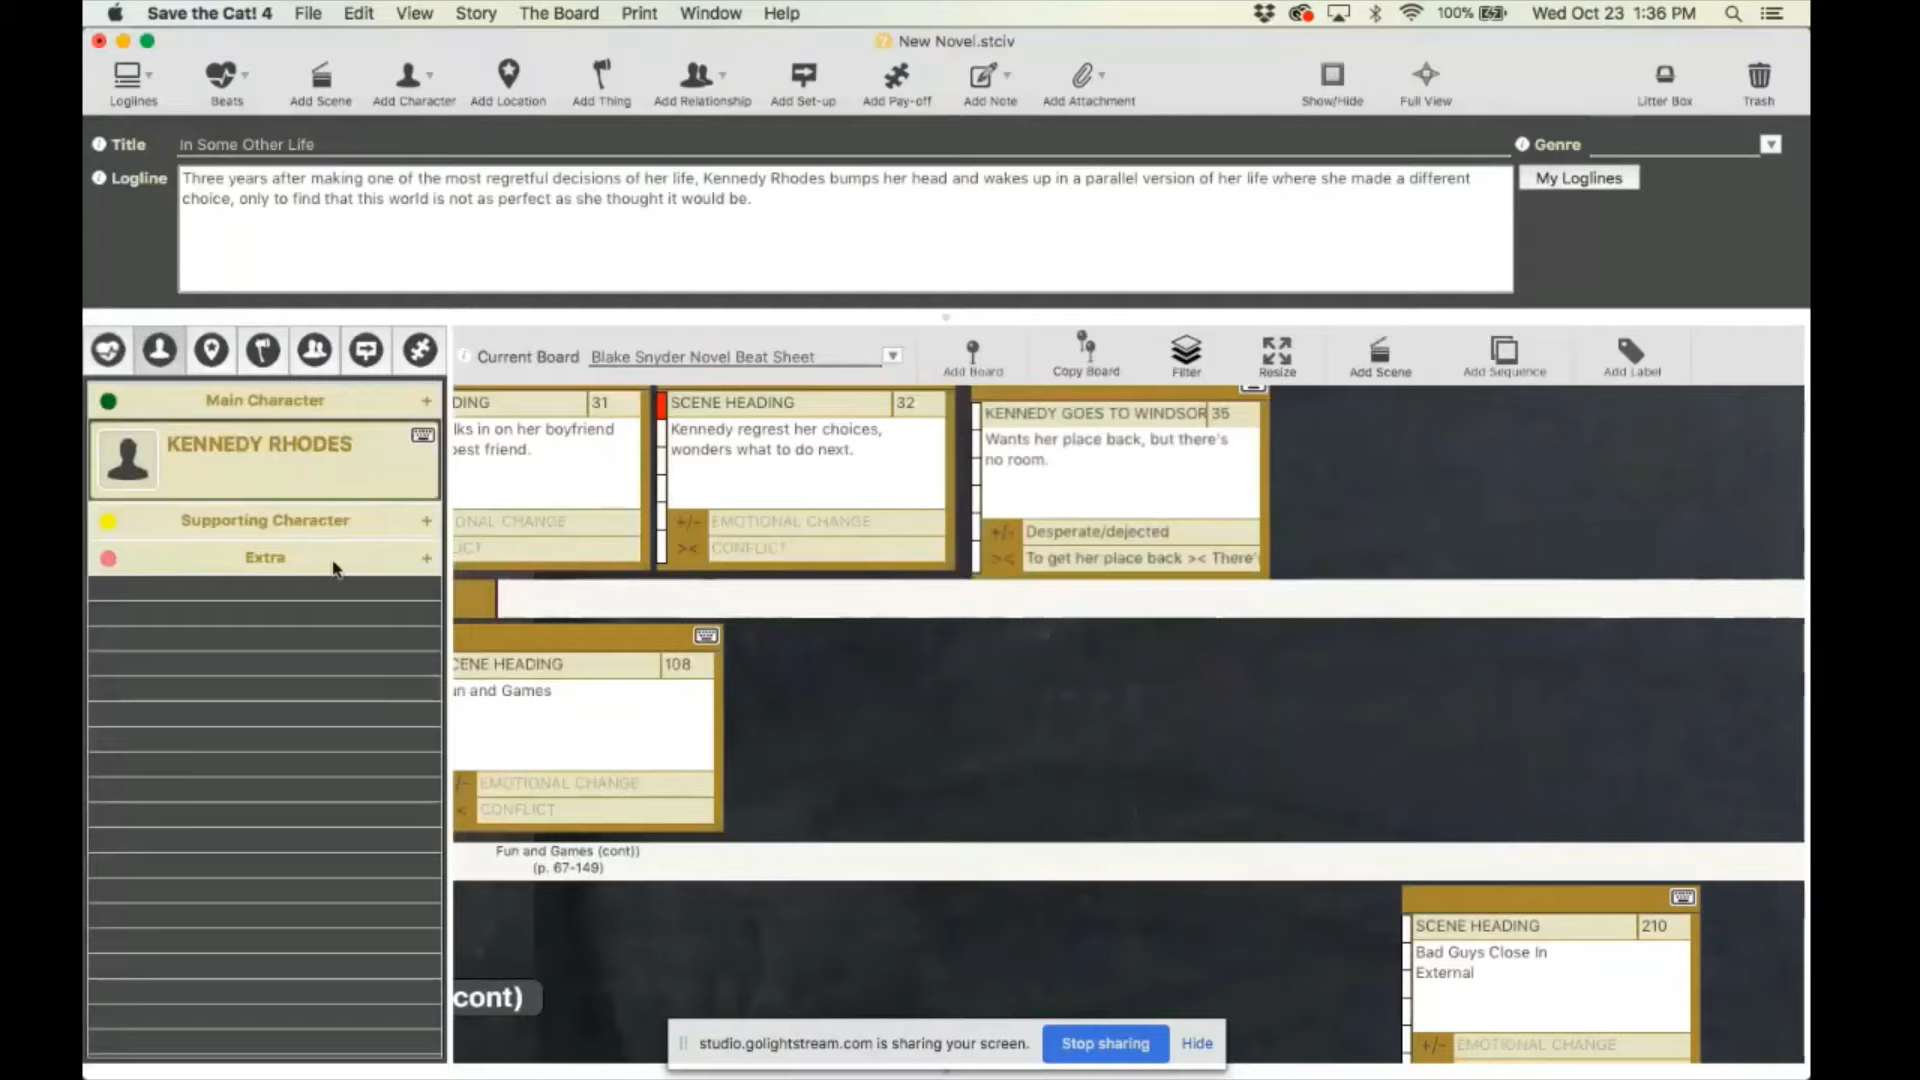 Save the Cat! 4 File Edit View Story The Board Print Window Help 100% Wed Oct 23 1:36 PM
New Novel.stciv
Loglines Beats Add Scene Add Character Add Location Add Thing Add Relationship Add Set-up Add Pay-off Add Note Add Attachment Show/Hide Full View Litter Box Trash
Title In Some Other Life Genre
Logline Three years after making one of the most regretful decisions of her life, Kennedy Rhodes bumps her head and wakes up in a parallel version of her life where she made a different
choice, only to find that this world is not as perfect as she thought it would be.
My Loglines
Current Board Blake Snyder Novel Beat Sheet
Add Board Copy Board Filter Resize Add Scene Add Sequence Add Label
Main Character +
KENNEDY RHODES
Supporting Character +
Extra +
DING 31
lks in on her boyfriend
est friend.
ONAL CHANGE
ICT
SCENE HEADING 32
Kennedy regrest her choices,
wonders what to do next.
+/- EMOTIONAL CHANGE
>< CONFLICT
KENNEDY GOES TO WINDSOR 35
Wants her place back, but there's
no room.
+/- Desperate/dejected
>< To get her place back >< There'
CENE HEADING 108
un and Games
/- EMOTIONAL CHANGE
< CONFLICT
Fun and Games (cont))
(p. 67-149)
cont)
SCENE HEADING 210
Bad Guys Close In
External
+/- EMOTIONAL CHANGE
studio.golightstream.com is sharing your screen. Stop sharing Hide